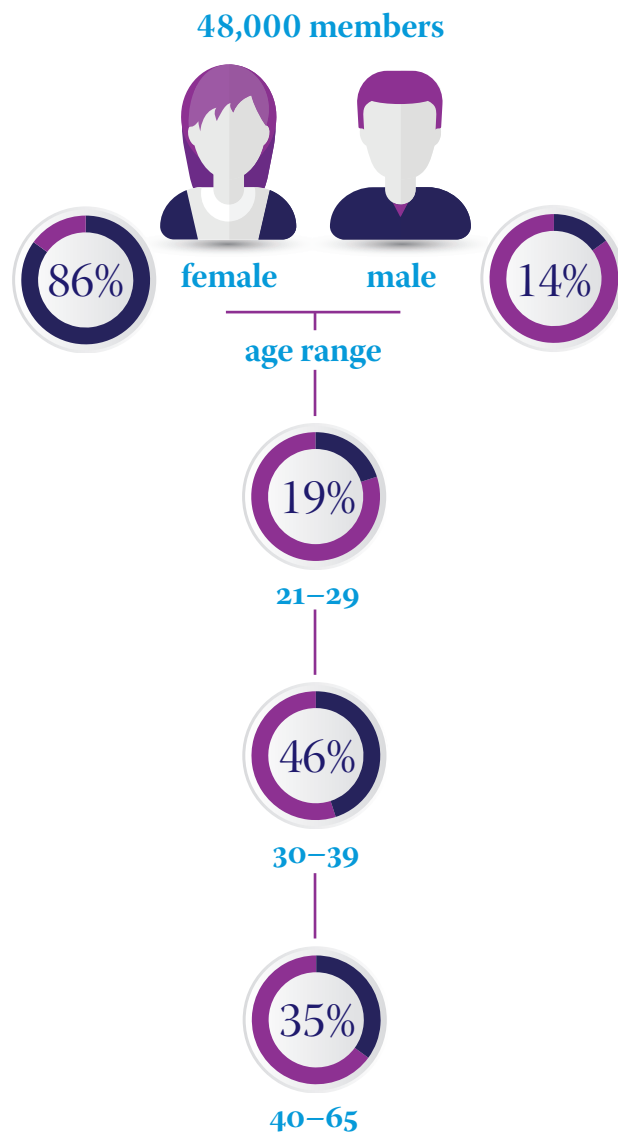 48,000 members
86%
female
male
14%
age range
19%
21–29
46%
30–39
35%
40–65